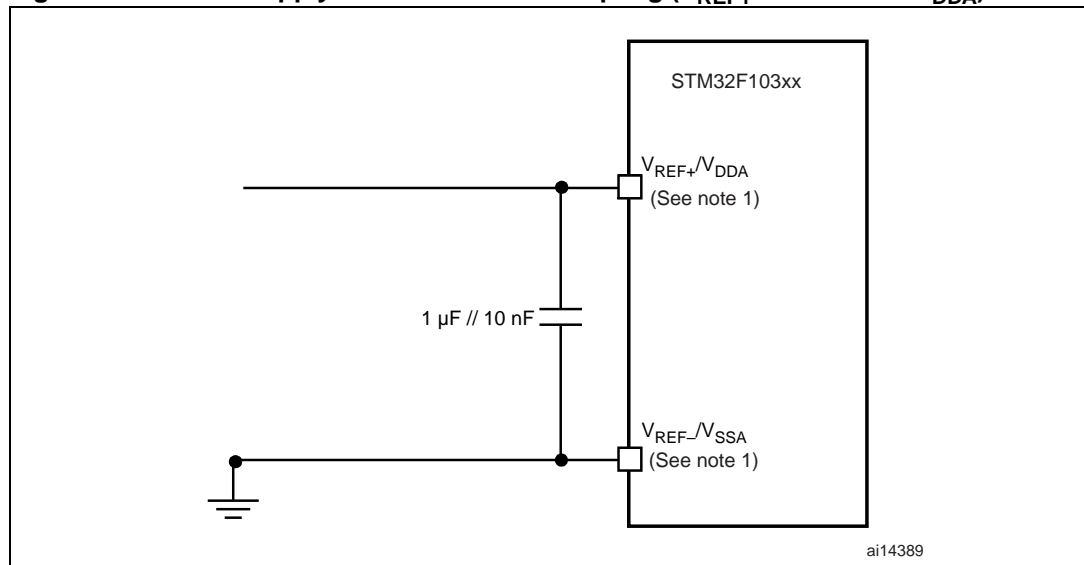 STM32F103xx
VREF+/VDDA
(See note 1)
1 µF // 10 nF
VREF–/VSSA
(See note 1)
ai14389